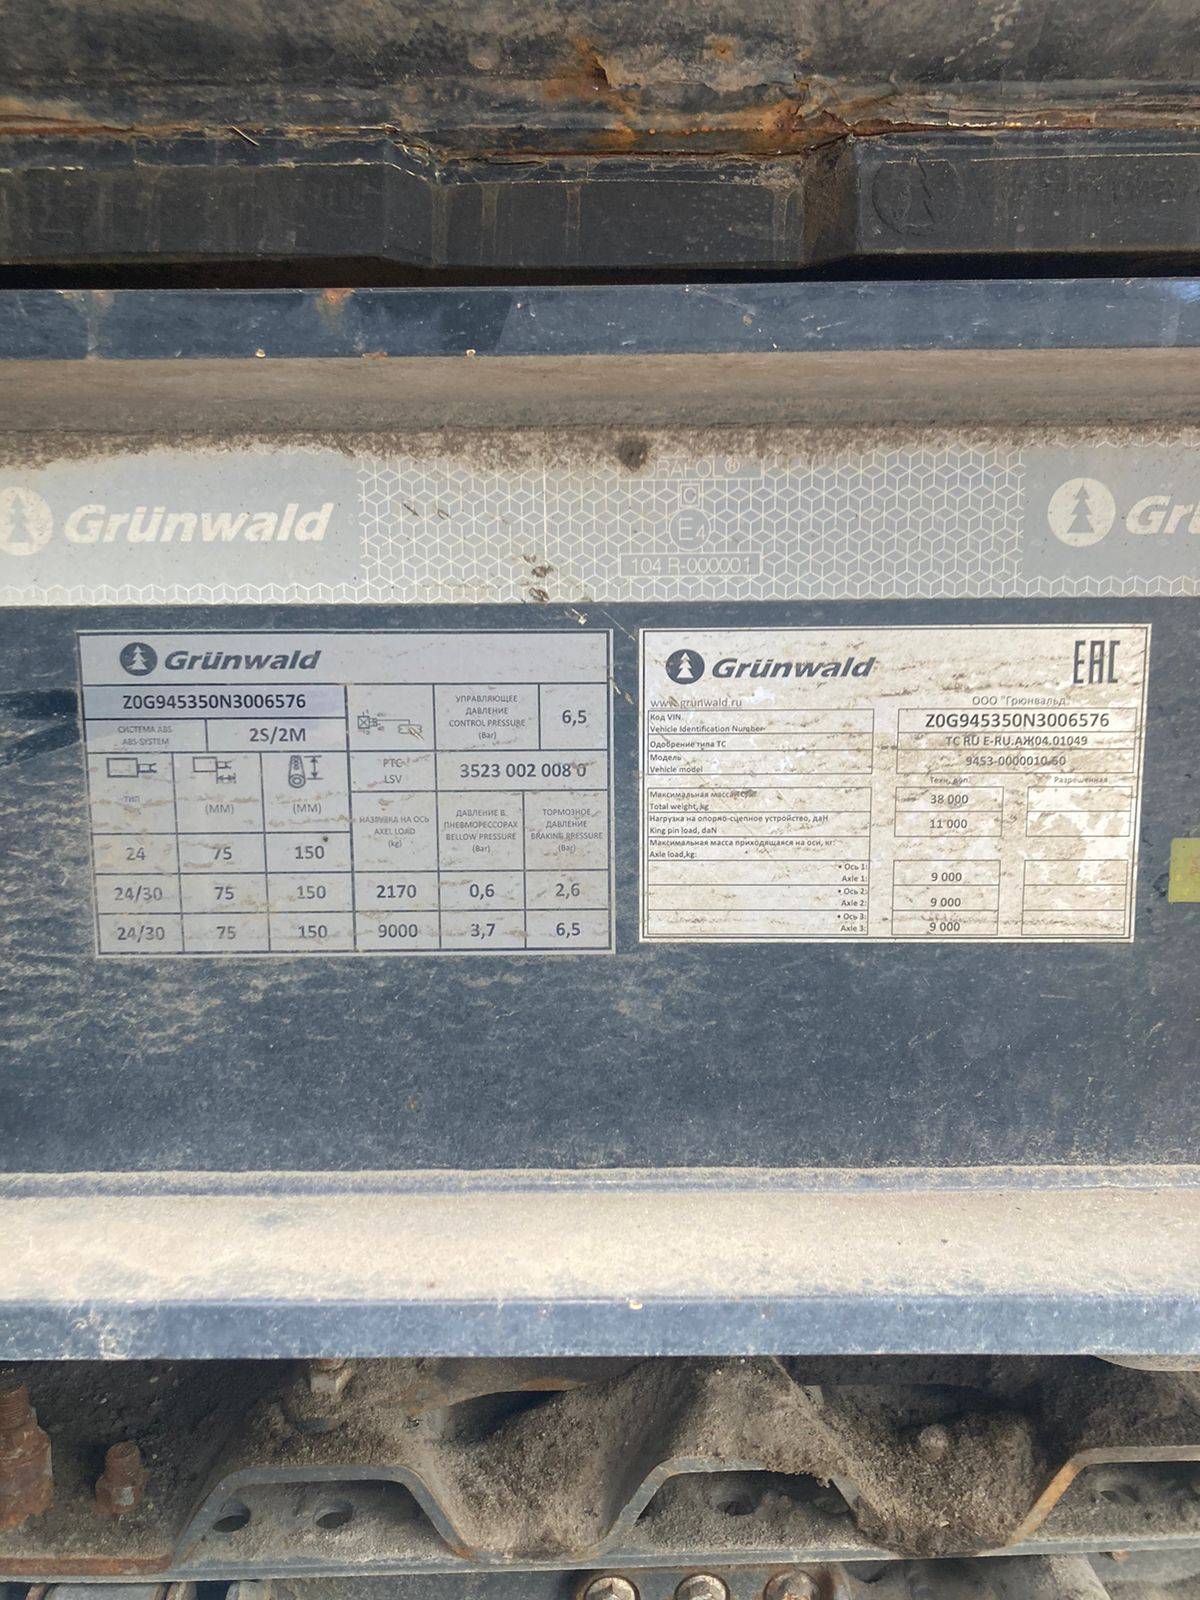 ORAFOL®
C
Grünwald
E4
104 R-000001
Grünwald
Z0G945350N3006576
СИСТЕМА ABS
ABS-SYSTEM
2S/2M
УПРАВЛЯЮЩЕЕ
ДАВЛЕНИЕ
CONTROL PRESSURE
(Bar)
6,5
РТС
LSV
3523 002 008 0
ТИП
(MM)
(MM)
НАГРУЗКА НА ОСЬ
AXEL LOAD
(kg)
ДАВЛЕНИЕ В
ПНЕВМОРЕССОРАХ
BELLOW PRESSURE
(Bar)
ТОРМОЗНОЕ
ДАВЛЕНИЕ
BRAKING PRESSURE
(Bar)
24 75 150
24/30 75 150 2170 0,6 2,6
24/30 75 150 9000 3,7 6,5
Grünwald
EAC
www.grunwald.ru
ООО "Грюнвальд"
Код VIN
Vehicle Identification Number
Z0G945350N3006576
Одобрение типа ТС
ТС RU E-RU.АЖ04.01049
Модель
Vehicle model
9453-0000010-50
Техн. доп.
Разрешенная
Максимальная масса, кг
Total weight, kg
38 000
Нагрузка на опорно-сцепное устройство, даН
King pin load, daN
11 000
Максимальная масса приходящаяся на оси, кг:
Axle load,kg:
• Ось 1:
Axle 1:
9 000
• Ось 2:
Axle 2:
9 000
• Ось 3:
Axle 3:
9 000